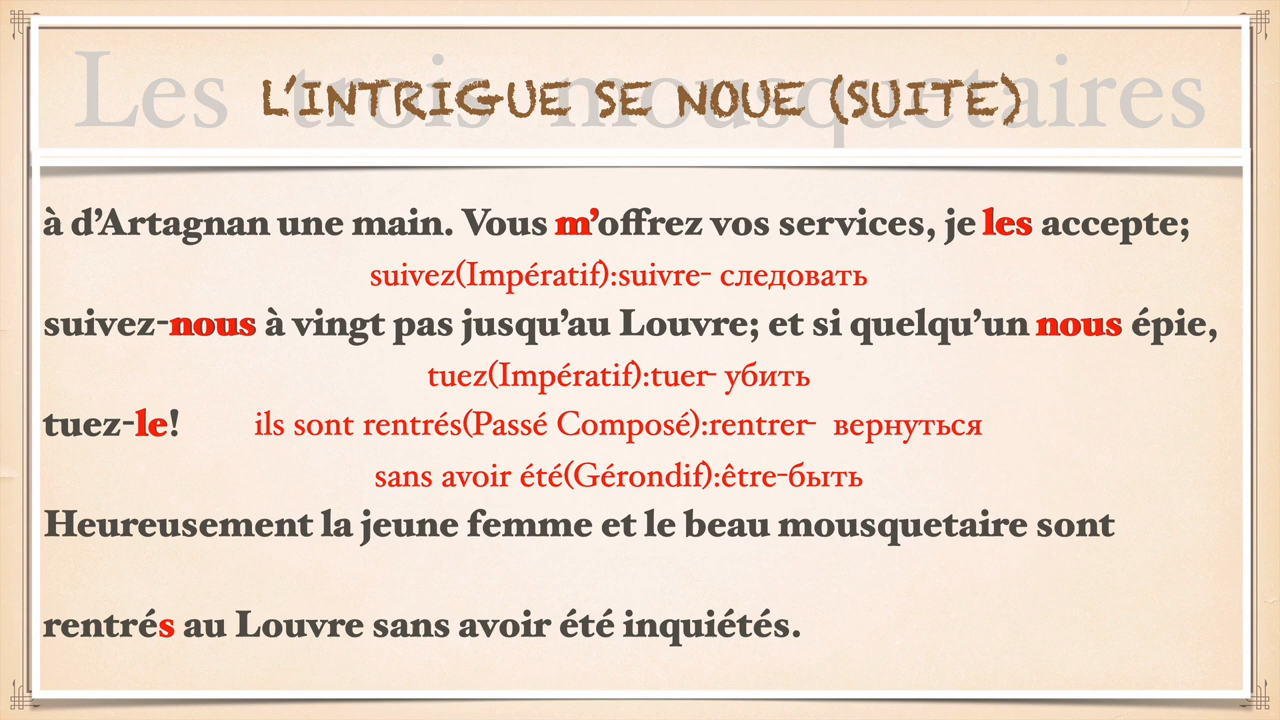 Les trois mousquetaires
L'INTRIGUE SE NOUE (SUITE)
à d'Artagnan une main. Vous m'offrez vos services, je les accepte;
suivez(Impératif):suivre- следовать
suivez-nous à vingt pas jusqu'au Louvre; et si quelqu'un nous épie,
tuez(Impératif):tuer- убить
tuez-le! ils sont rentrés(Passé Composé):rentrer- вернуться
sans avoir été(Gérondif):être-быть
Heureusement la jeune femme et le beau mousquetaire sont
rentrés au Louvre sans avoir été inquiétés.